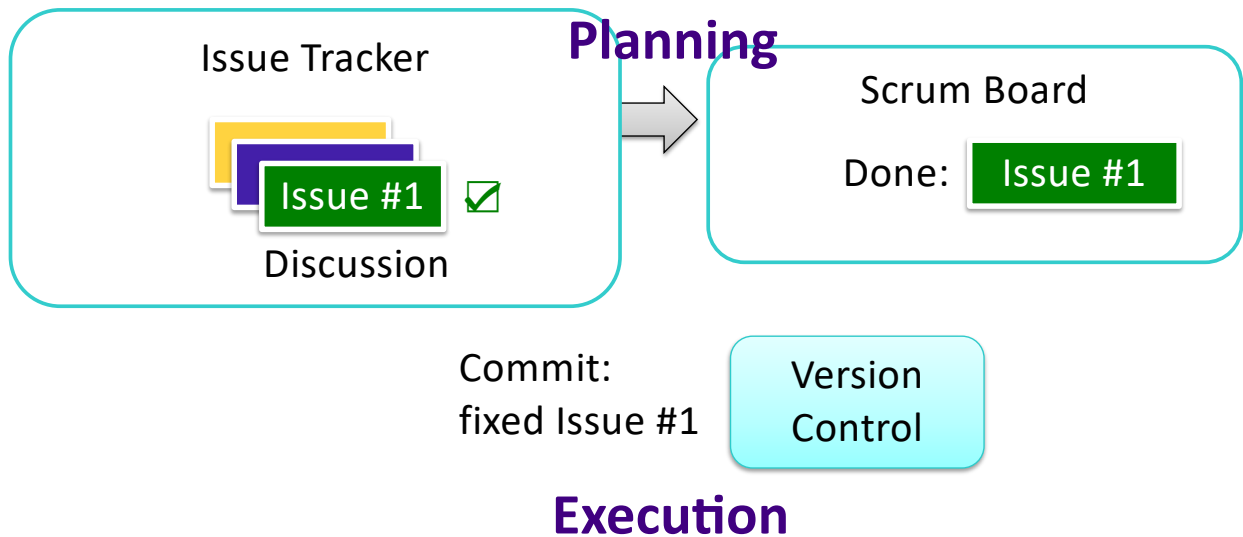 Planning
Issue Tracker
Issue #1
Discussion
Scrum Board
Done:
Issue #1
Commit:
fixed Issue #1
Version
Control
Execution